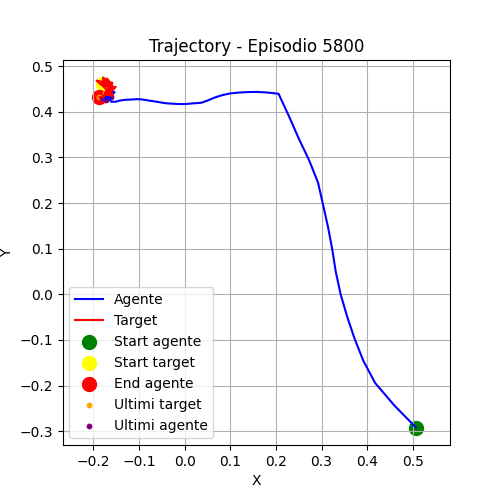 Trajectory - Episodio 5800
0.5
0.4
0.3
0.2
0.1
0.0
−0.1
−0.2
−0.3
Y
Agente
Target
Start agente
Start target
End agente
Ultimi target
Ultimi agente
−0.2 −0.1 0.0 0.1 0.2 0.3 0.4 0.5
X